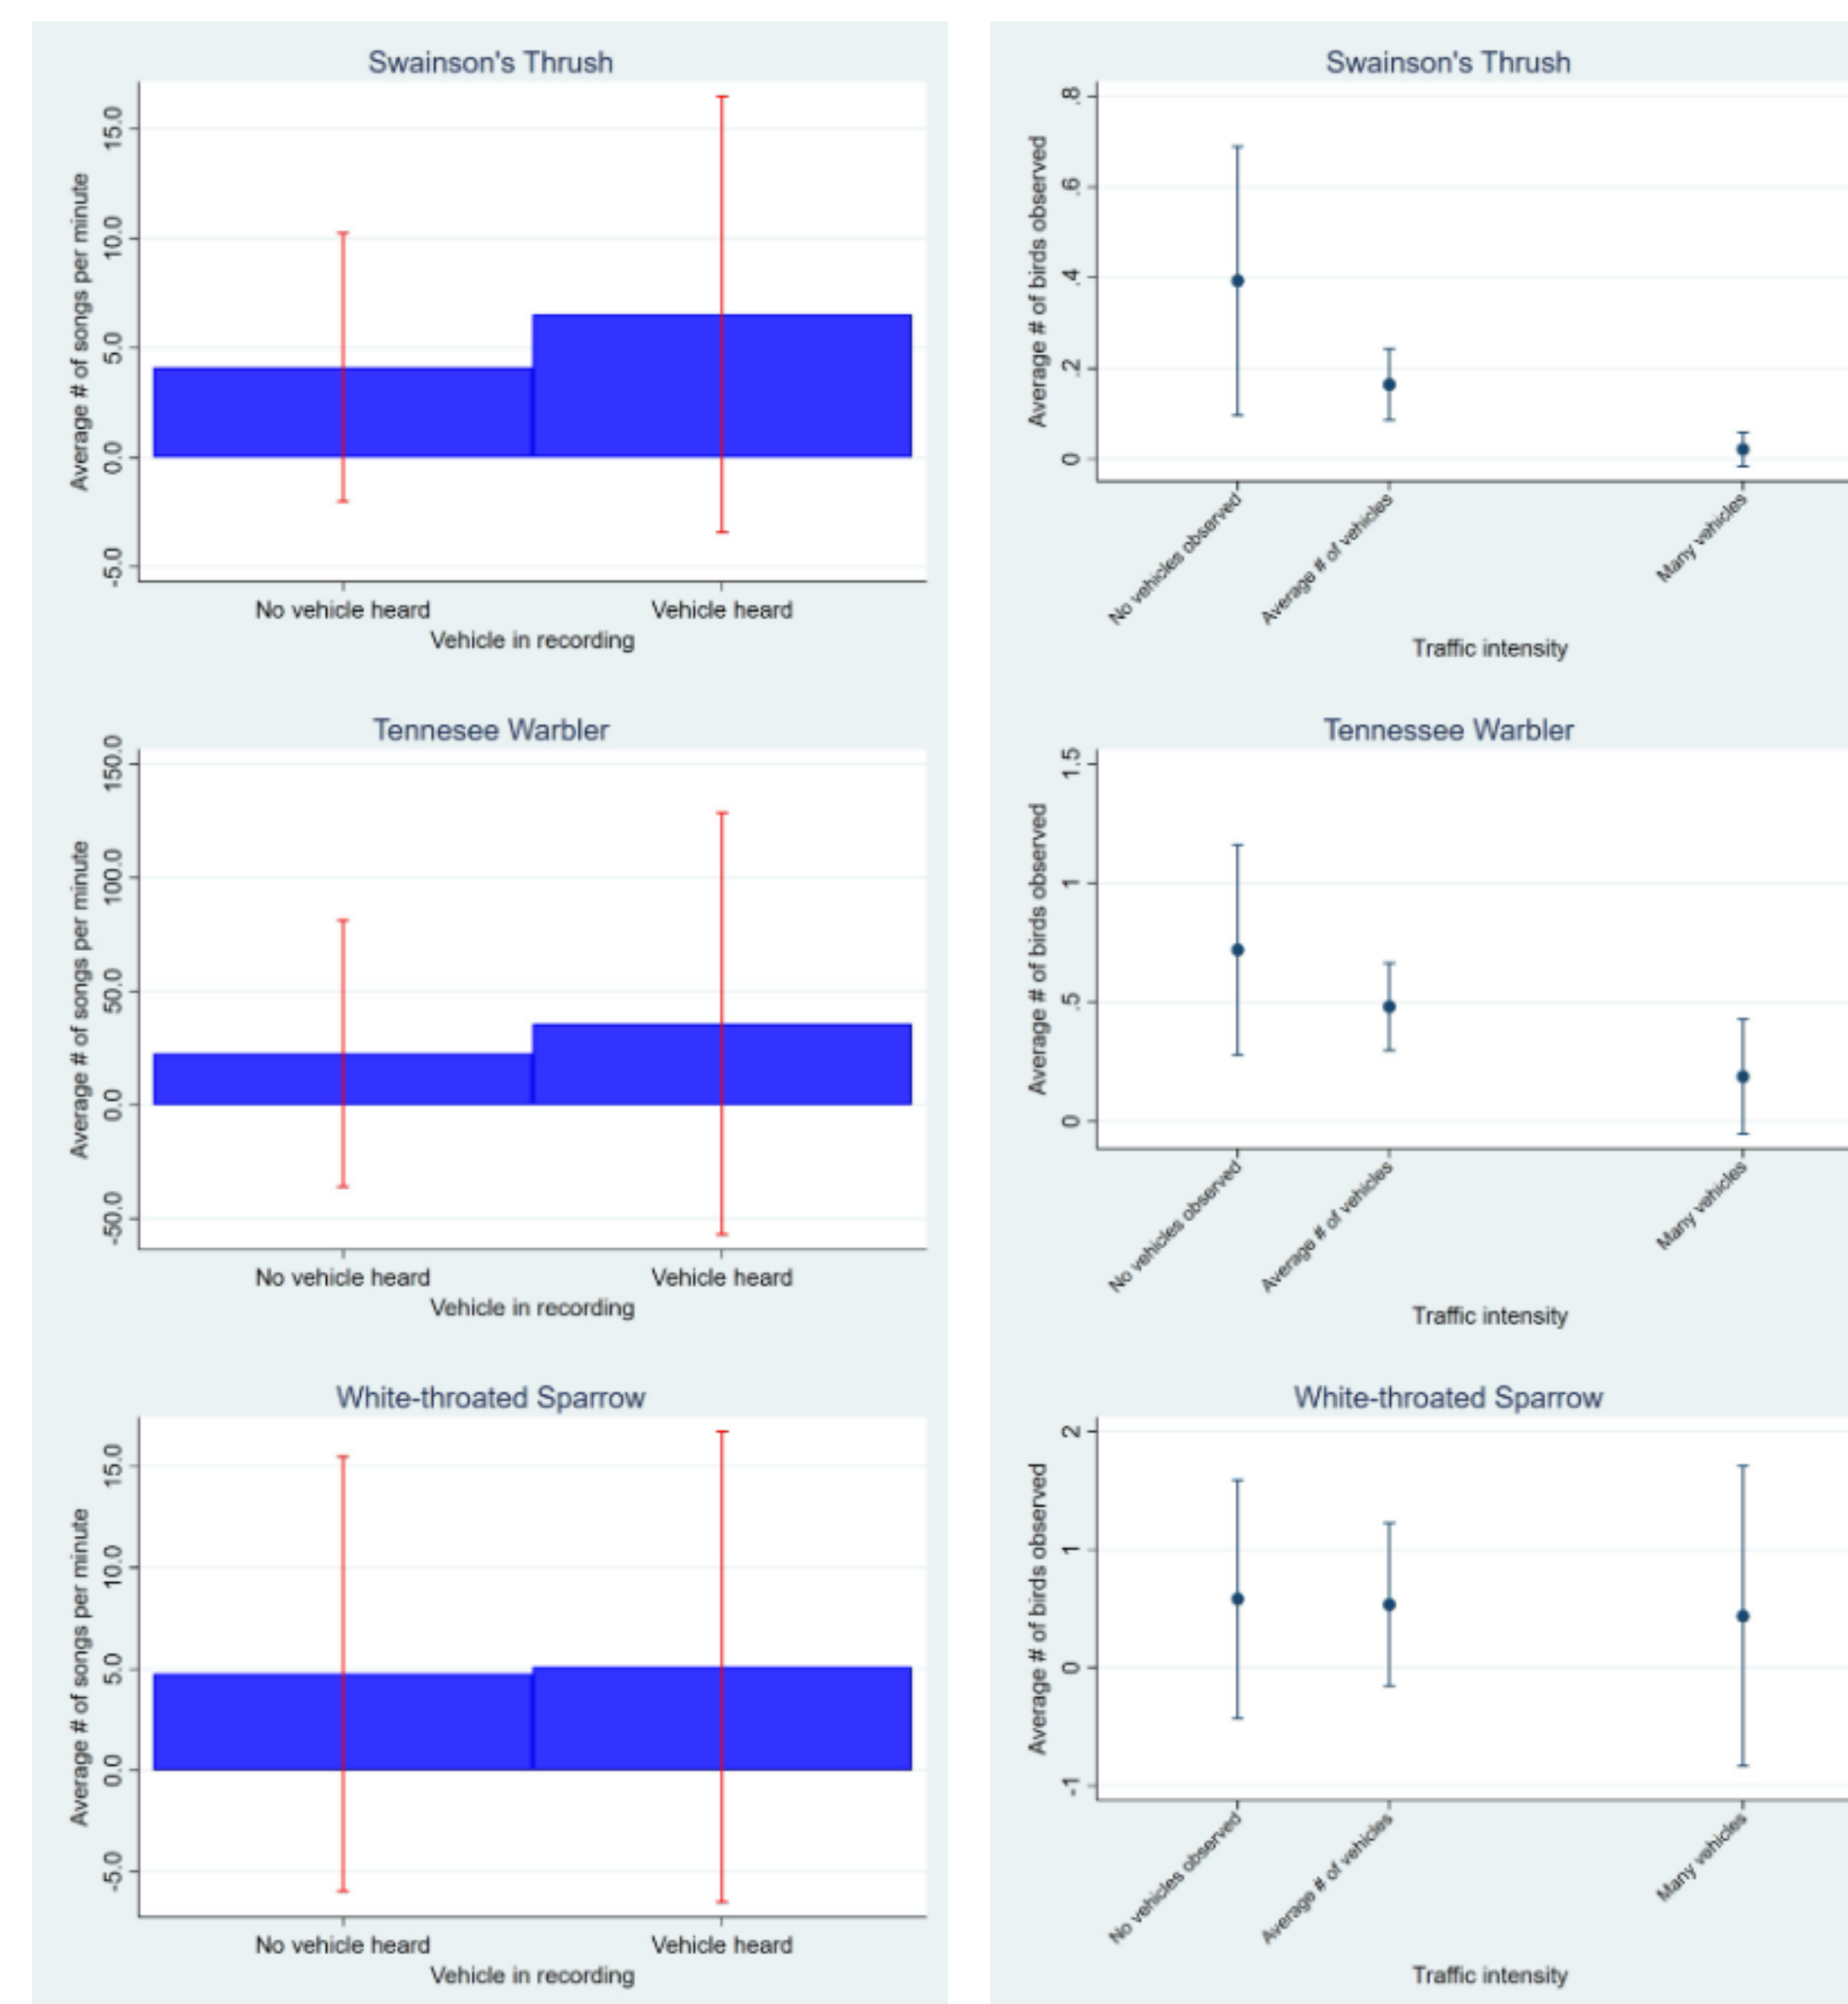 Swainson's Thrush
Average # of songs per minute
15.0
10.0
5.0
0.0
-5.0
No vehicle heard Vehicle heard
Vehicle in recording
Tennesee Warbler
Average # of songs per minute
150.0
100.0
50.0
0.0
-50.0
No vehicle heard Vehicle heard
Vehicle in recording
White-throated Sparrow
Average # of songs per minute
15.0
10.0
5.0
0.0
-5.0
No vehicle heard Vehicle heard
Vehicle in recording
Swainson's Thrush
Average # of birds observed
.8
.6
.4
.2
0
No vehicles observed
Average # of vehicles
Many vehicles
Traffic intensity
Tennessee Warbler
Average # of birds observed
1.5
1
.5
0
No vehicles observed
Average # of vehicles
Many vehicles
Traffic intensity
White-throated Sparrow
Average # of birds observed
2
1
0
-1
No vehicles observed
Average # of vehicles
Many vehicles
Traffic intensity